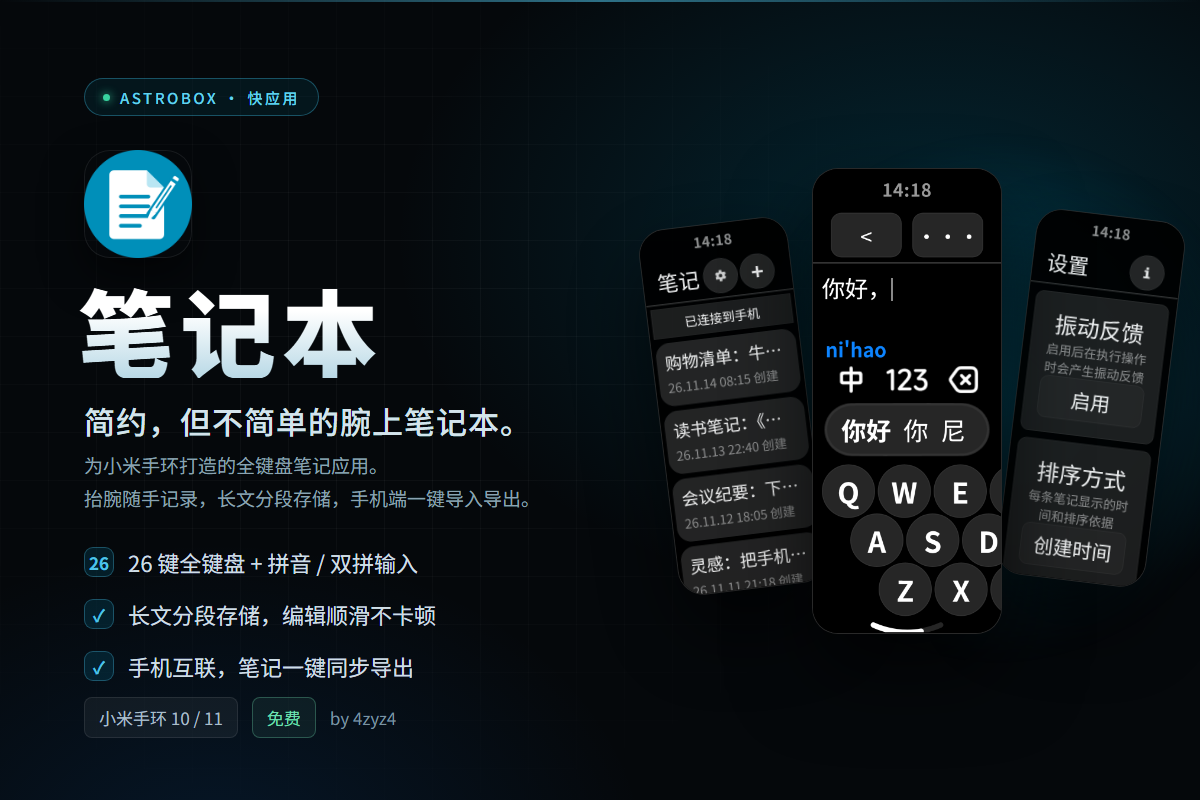 ASTROBOX · 快应用
笔记本
简约，但不简单的腕上笔记本。
为小米手环打造的全键盘笔记应用。
抬腕随手记录，长文分段存储，手机端一键导入导出。
26 26 键全键盘 + 拼音 / 双拼输入
✓ 长文分段存储，编辑顺滑不卡顿
✓ 手机互联，笔记一键同步导出
小米手环 10 / 11 免费 by 4zyz4
14:18
笔记 +
已连接到手机
购物清单：牛…
26.11.14 08:15 创建
读书笔记：《…
26.11.13 22:40 创建
会议纪要：下…
26.11.12 18:05 创建
灵感：把手机…
26.11.11 21:18 创建
14:18
< · · ·
你好，|
ni'hao
中 123
你好 你 尼
Q W E
A S D
Z X
14:18
设置 i
振动反馈
启用后在执行操作
时会产生振动反馈
启用
排序方式
每条笔记显示的时
间和排序依据
创建时间